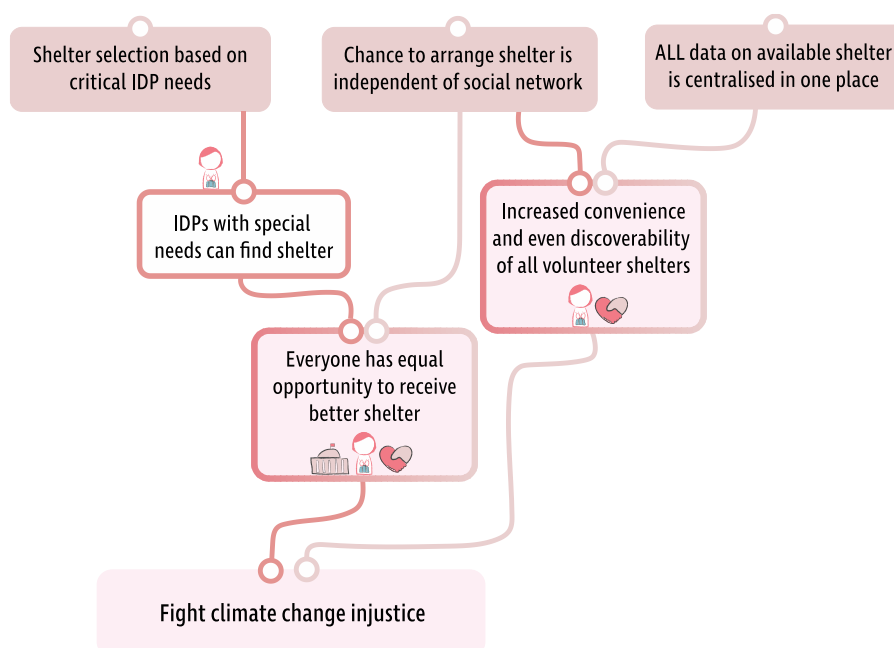 Shelter selection based on
critical IDP needs
Chance to arrange shelter is
independent of social network
ALL data on available shelter
is centralised in one place
IDPs with special
needs can find shelter
Increased convenience
and even discoverability
of all volunteer shelters
Everyone has equal
opportunity to receive
better shelter
Fight climate change injustice